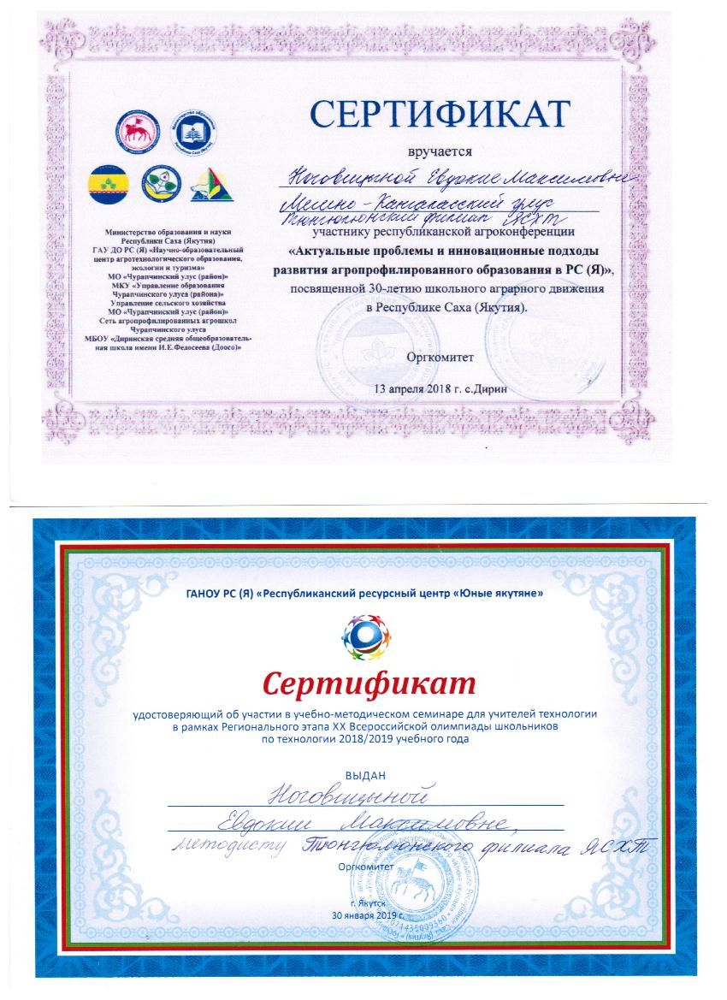 СЕРТИФИКАТ
вручается
Ноговицыной Евдокие Максимовне
Мегино-Кангаласский улус
Тюнгюлюнский филиал ЯСХТ
участнику республиканской агроконференции
«Актуальные проблемы и инновационные подходы
развития агропрофилированного образования в РС (Я)»,
посвященной 30-летию школьного аграрного движения
в Республике Саха (Якутия).
Оргкомитет
13 апреля 2018 г. с.Дирин
Министерство образования и науки
Республики Саха (Якутия)
ГАУ ДО РС (Я) «Научно-образовательный
центр агротехнологического образования,
экологии и туризма»
МО «Чурапчинский улус (район)»
МКУ «Управление образования
Чурапчинского улуса (района)»
Управление сельского хозяйства
МО «Чурапчинский улус (район)»
Сеть агропрофилированных агрошкол
Чурапчинского улуса
МБОУ «Диринская средняя общеобразователь-
ная школа имени И.Е.Федосеева (Доосо)»
ГАНОУ РС (Я) «Республиканский ресурсный центр «Юные якутяне»
Сертификат
удостоверяющий об участии в учебно-методическом семинаре для учителей технологии
в рамках Регионального этапа XX Всероссийской олимпиады школьников
по технологии 2018/2019 учебного года
ВЫДАН
Ноговицыной
Евдокии Максимовне,
методисту Тюнгюлюнского филиала ЯСХТ
Оргкомитет
г. Якутск
30 января 2019 г.